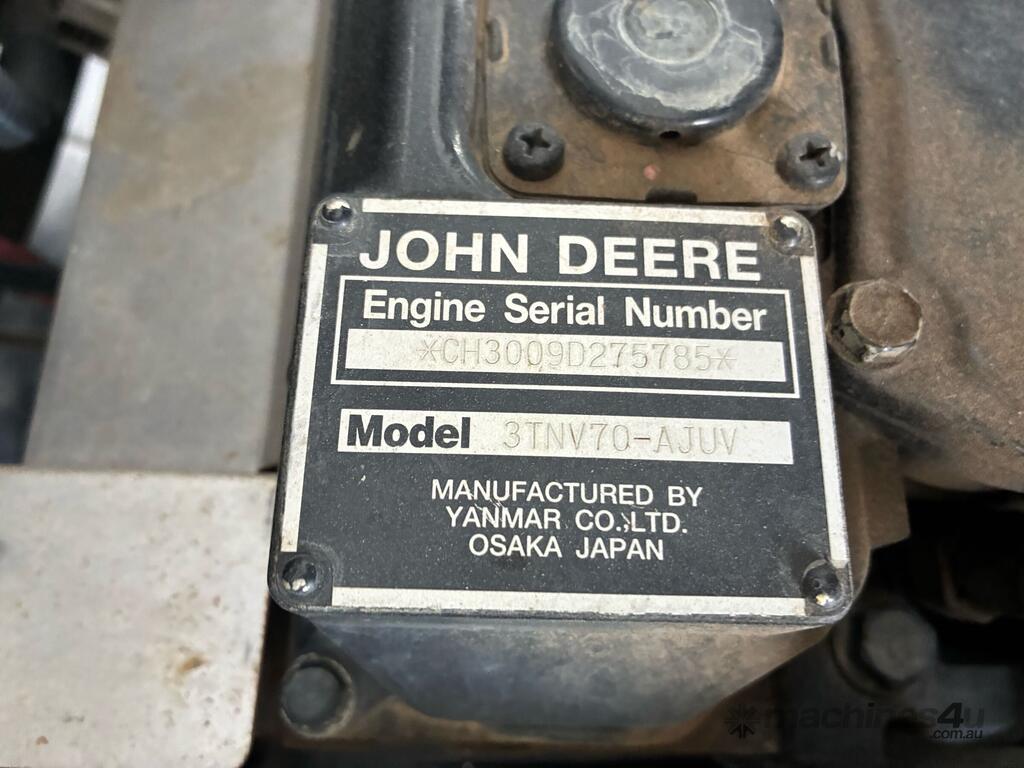 JOHN DEERE
Engine Serial Number
*CH3009D275785*
Model 3TNV70-AJUV
MANUFACTURED BY
YANMAR CO.,LTD.
OSAKA JAPAN
machines4u
.com.au